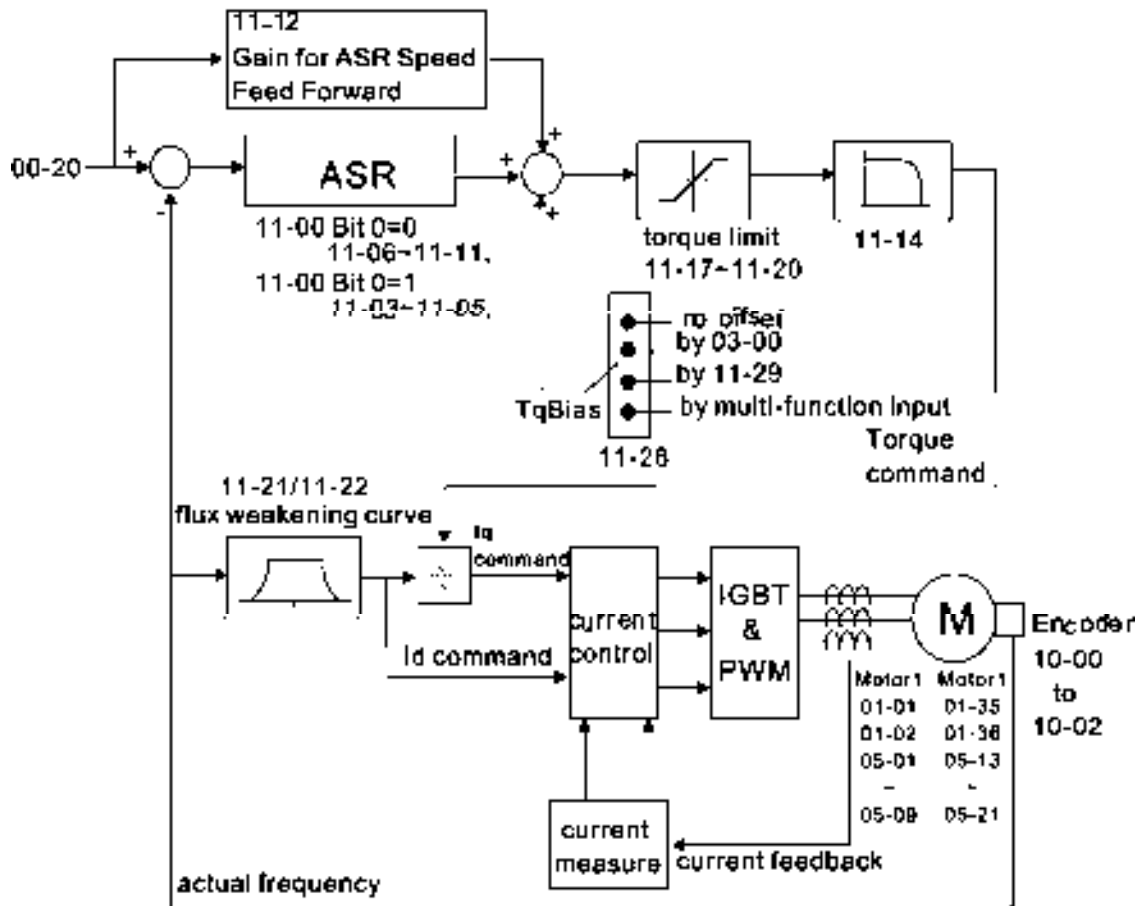 11-12
Gain for ASR Speed
Feed Forward
+
+
00-20
+
ASR
+
-
11-00 Bit 0=0
11-06~11-11,
11-00 Bit 0=1
11-03~11-05,
torque limit
11-17~11-20
11-14
no offset
by 03-00
by 11-29
TqBias
by multi-function input
Torque
command
11-21/11-22
flux weakening curve
Iq
command
÷
Id command
current
control
IGBT
&
PWM
M
Encoder
10-00
to
10-02
Motor1 Motor1
01-01 01-35
01-02 01-36
05-01 05-13
~ ~
05-09 05-21
current
measure
current feedback
actual frequency